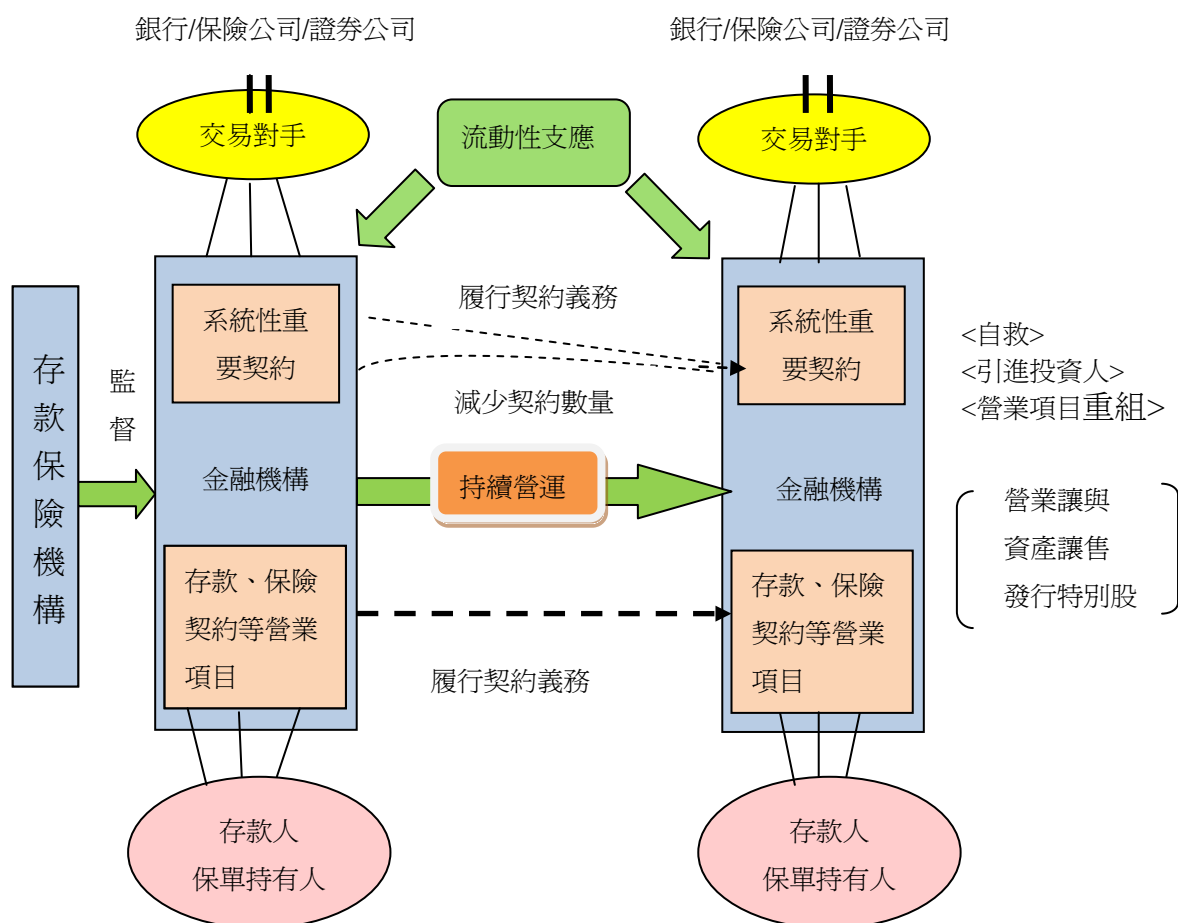 銀行/保險公司/證券公司
銀行/保險公司/證券公司
交易對手
流動性支應
交易對手
存款保險機構
監督
系統性重
要契約
金融機構
存款、保險
契約等營業
項目
履行契約義務
減少契約數量
持續營運
履行契約義務
系統性重
要契約
金融機構
存款、保險
契約等營業
項目
<自救>
<引進投資人>
<營業項目重組>
營業讓與
資產讓售
發行特別股
存款人
保單持有人
存款人
保單持有人